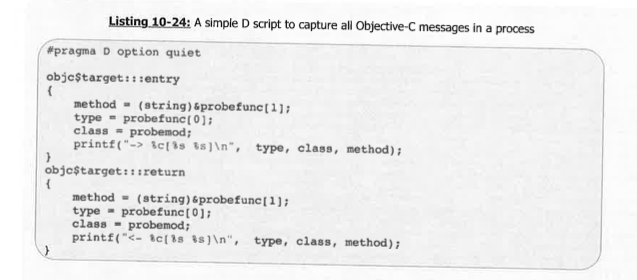 Listing 10-24: A simple D script to capture all Objective-C messages in a process
#pragma D option quiet
objc$target:::entry
{
method = (string)&probefunc[1];
type = probefunc[0];
class = probemod;
printf("-> %c[%s %s]\n", type, class, method);
}
objc$target:::return
{
method = (string)&probefunc[1];
type = probefunc[0];
class = probemod;
printf("<- %c[%s %s]\n", type, class, method);
}